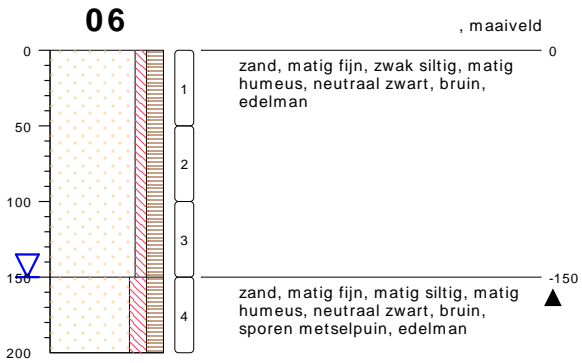 06
, maaiveld
0
0
zand, matig fijn, zwak siltig, matig
humeus, neutraal zwart, bruin,
edelman
1
50
2
100
3
150
-150
zand, matig fijn, matig siltig, matig
humeus, neutraal zwart, bruin,
sporen metselpuin, edelman
4
200